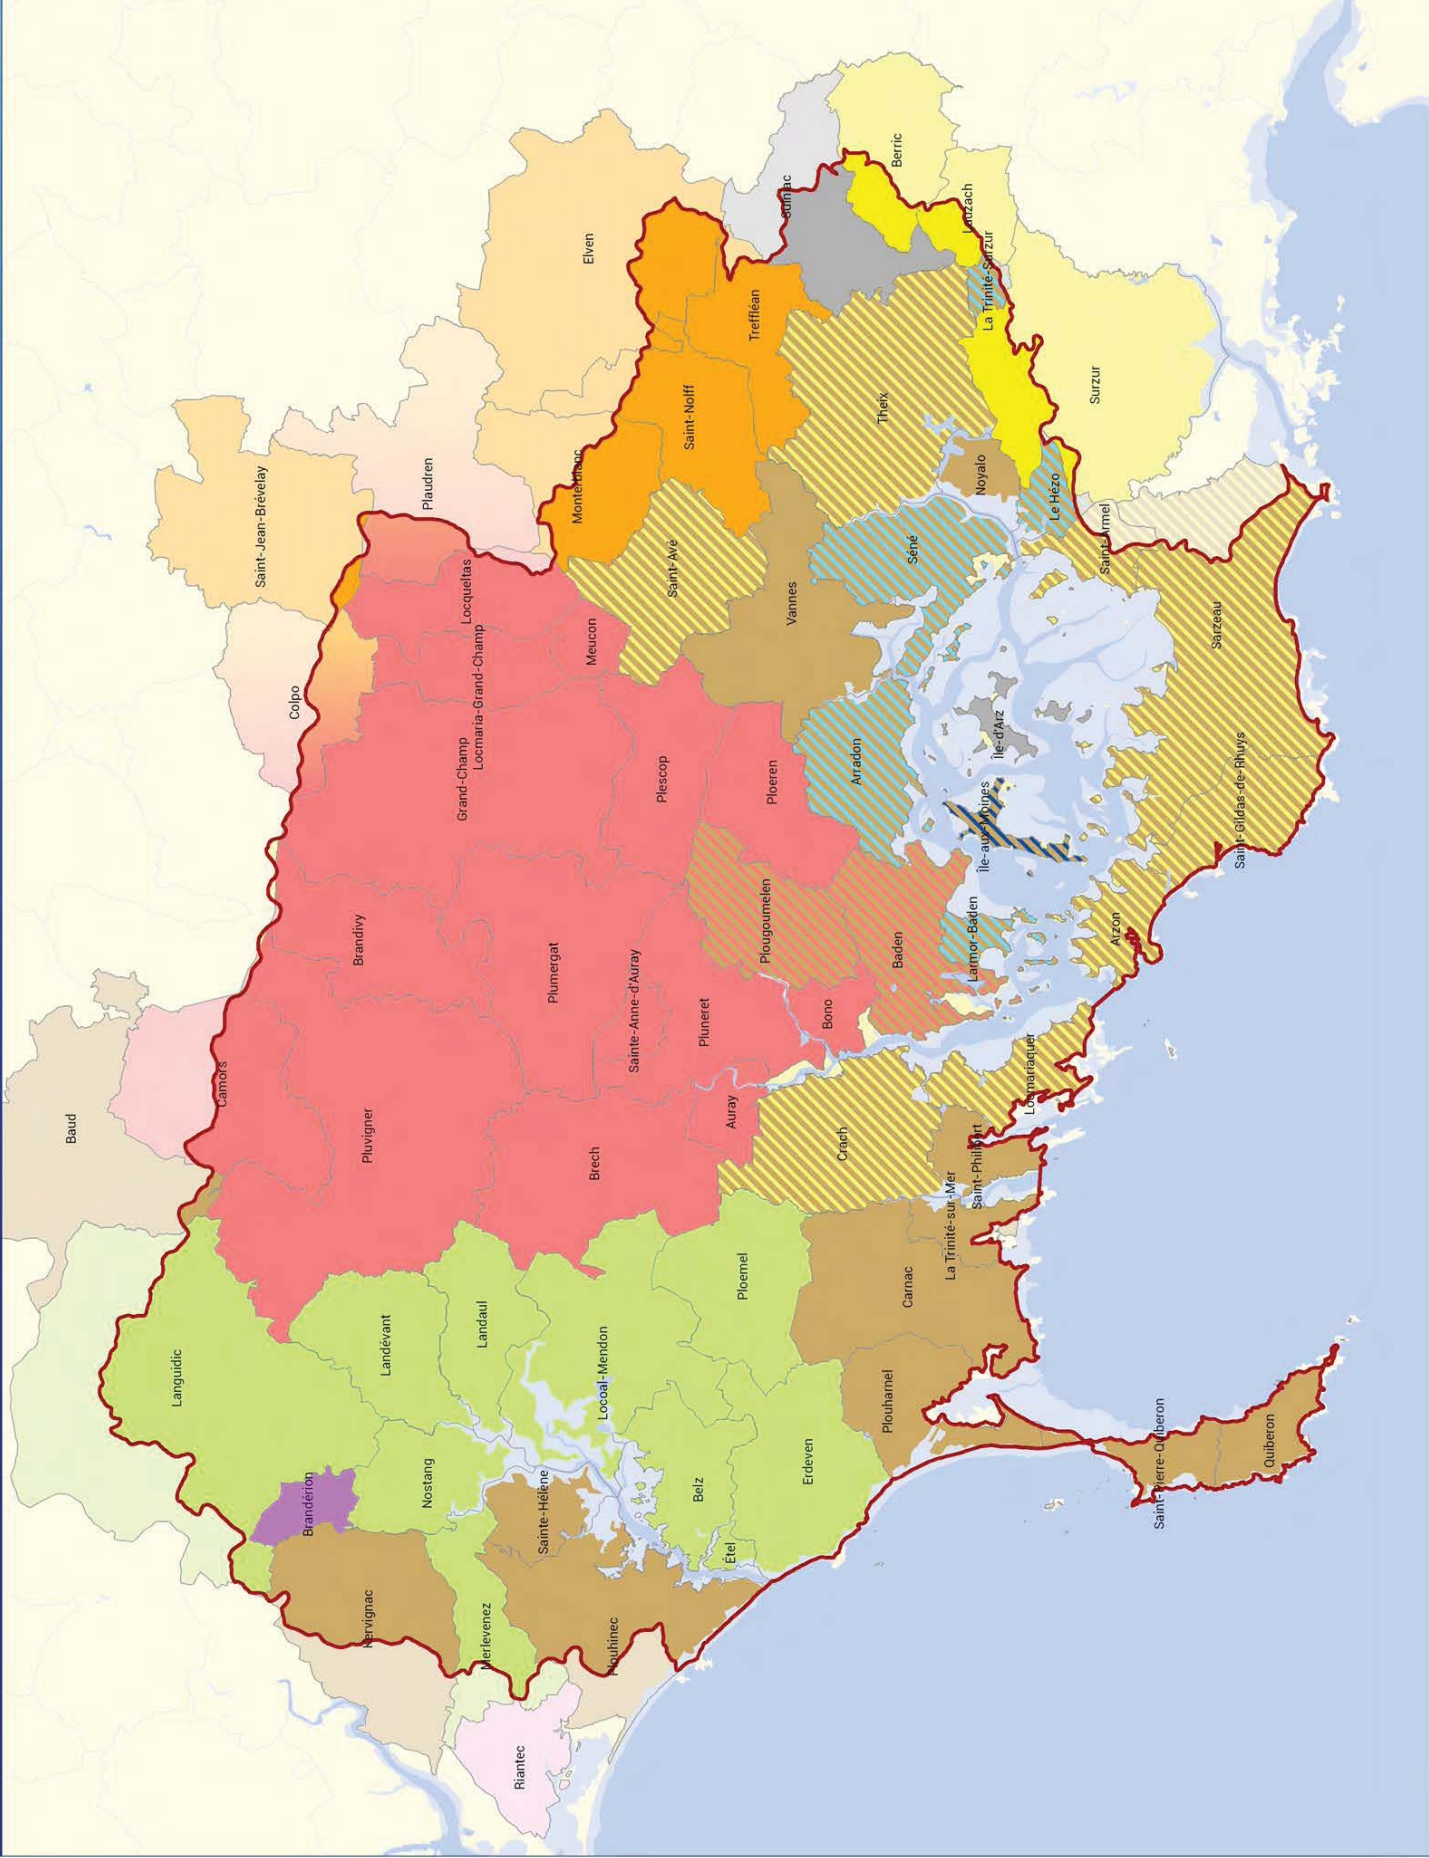 Baud
Camors
Colpo
Saint-Jean-Brévelay
Plaudren
Elven
Languidic
Pluvigner
Brandivy
Grand-Champ
Locmaria-Grand-Champ
Locqueltas
Monterblanc
Meucon
Brandérion
Landévant
Landaul
Kervignac
Nostang
Merlevenez
Sainte-Hélène
Plouhinec
Riantec
Locoal-Mendon
Brech
Plumergat
Sainte-Anne-d'Auray
Pluneret
Plescop
Ploeren
Saint-Avé
Saint-Nolff
Treffléan
Sulniac
Berric
Lauzach
La Trinité-Surzur
Surzur
Theix
Noyalo
Le Hézo
Vannes
Séné
Saint-Armel
Sarzeau
Saint-Gildas-de-Rhuys
Arzon
Arradon
Île-d'Arz
Île-aux-Moines
Larmor-Baden
Baden
Plougoumelen
Bono
Auray
Crach
Locmariaquer
Saint-Philibert
La Trinité-sur-Mer
Carnac
Ploemel
Plouharnel
Erdeven
Belz
Étel
Saint-Pierre-Quiberon
Quiberon